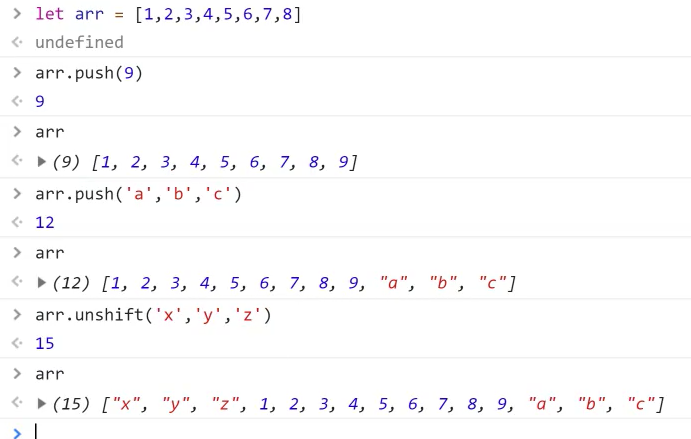 let arr = [1,2,3,4,5,6,7,8]
undefined
arr.push(9)
9
arr
(9) [1, 2, 3, 4, 5, 6, 7, 8, 9]
arr.push('a','b','c')
12
arr
(12) [1, 2, 3, 4, 5, 6, 7, 8, 9, "a", "b", "c"]
arr.unshift('x','y','z')
15
arr
(15) ["x", "y", "z", 1, 2, 3, 4, 5, 6, 7, 8, 9, "a", "b", "c"]